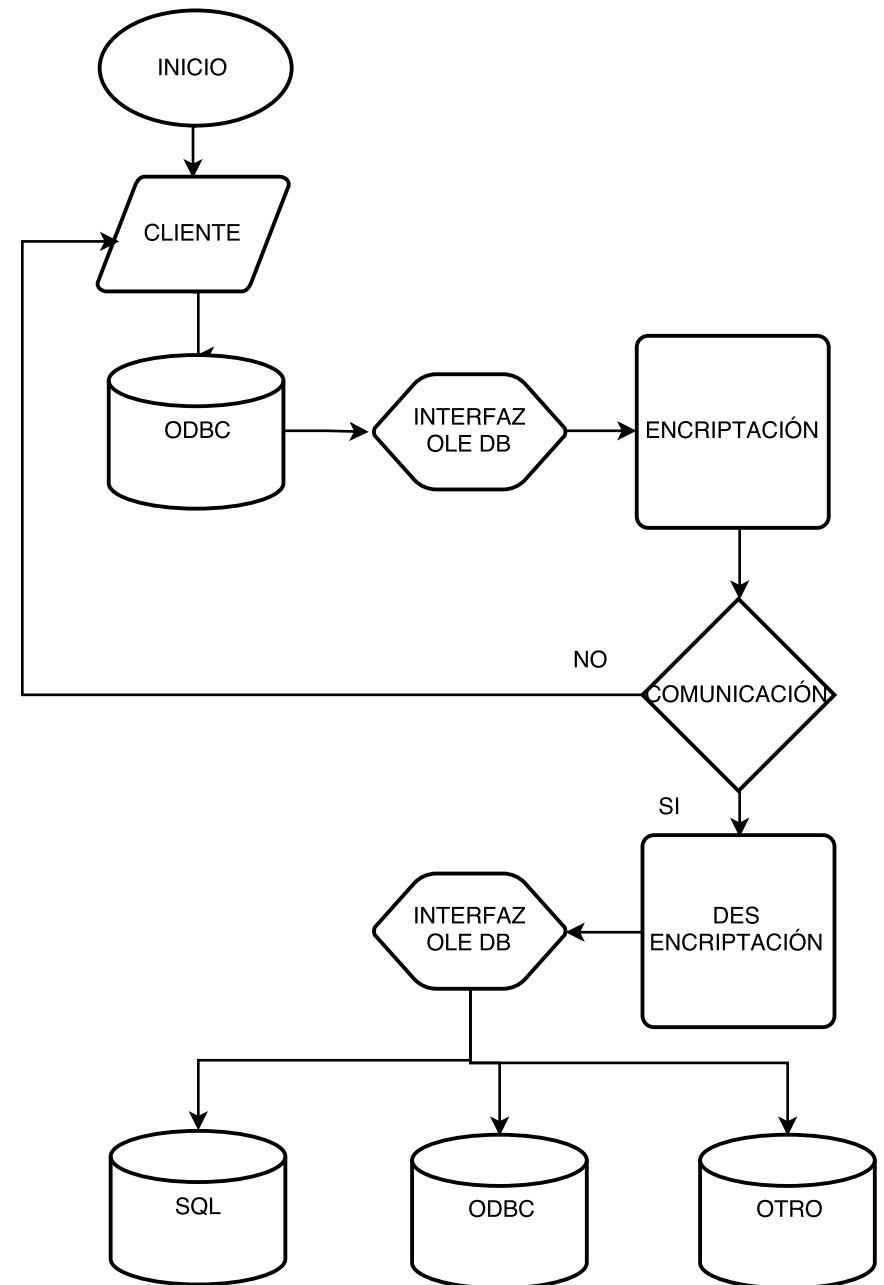 INICIO
CLIENTE
ODBC
INTERFAZ
OLE DB
ENCRIPTACIÓN
NO
COMUNICACIÓN
SI
INTERFAZ
OLE DB
DES
ENCRIPTACIÓN
SQL
ODBC
OTRO